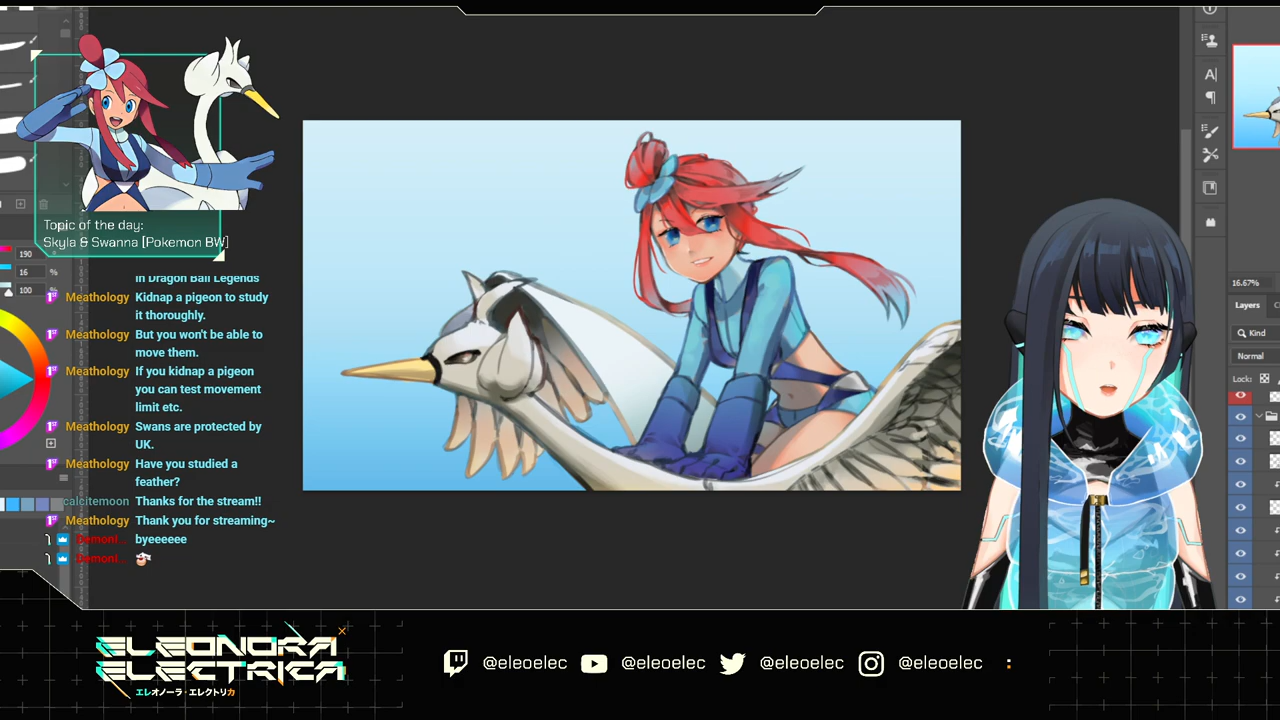 Topic of the day:
Skyla & Swanna [Pokemon BW]
190
16 %
100 %
in Dragon Ball Legends
Meathology Kidnap a pigeon to study
it thoroughly.
Meathology But you won't be able to
move them.
Meathology If you kidnap a pigeon
you can test movement
limit etc.
Meathology Swans are protected by
UK.
Meathology Have you studied a
feather?
calcitemoon Thanks for the stream!!
Meathology Thank you for streaming~
Demoni... byeeeeee
Demoni...
16.67%
Layers
Kind
Normal
Lock:
ELEONORA
ELECTRICA
エレオノーラ・エレクトリカ
@eleoelec @eleoelec @eleoelec @eleoelec